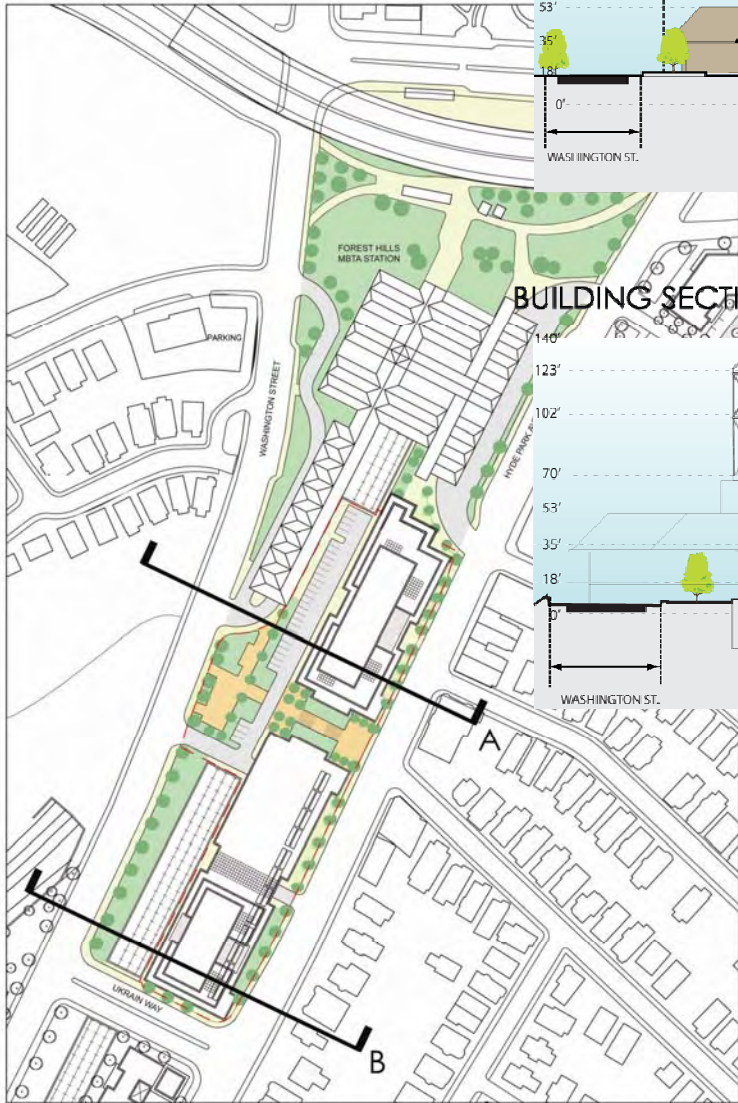 53'
35'
18'
0'
WASHINGTON ST.
FOREST HILLS
MBTA STATION
BUILDING SECTI
PARKING
WASHINGTON STREET
HYDE PARK AV
140'
123'
102'
70'
53'
35'
18'
0'
WASHINGTON ST.
A
UKRAIN WAY
B